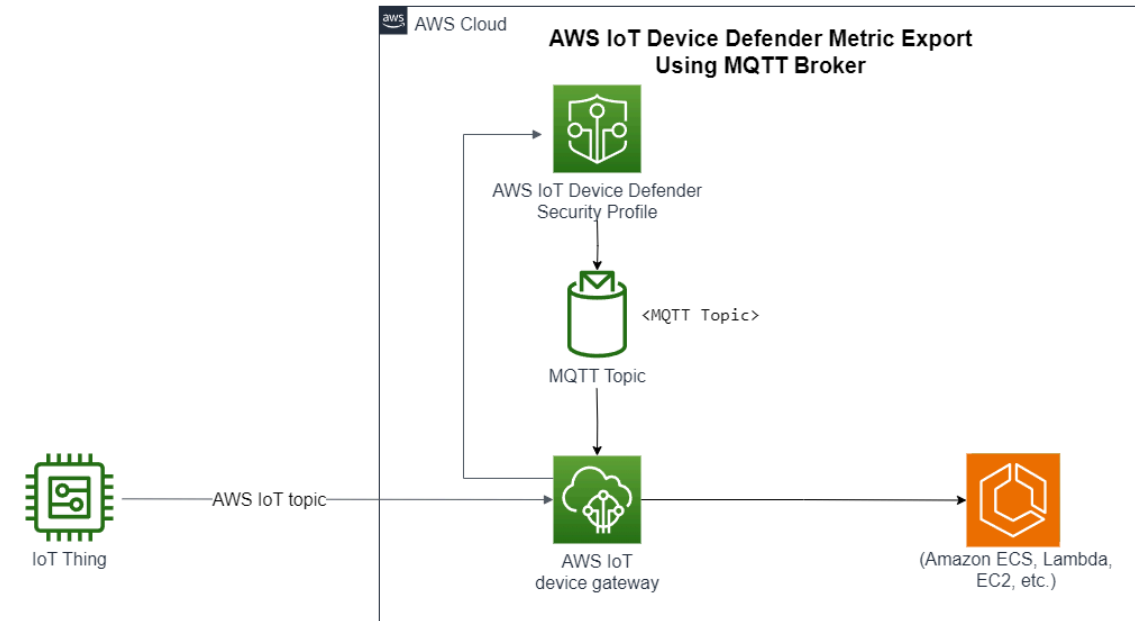 aws
AWS Cloud
AWS IoT Device Defender Metric Export
Using MQTT Broker
AWS IoT Device Defender
Security Profile
<MQTT Topic>
MQTT Topic
AWS IoT topic
IoT Thing
AWS IoT
device gateway
(Amazon ECS, Lambda,
EC2, etc.)